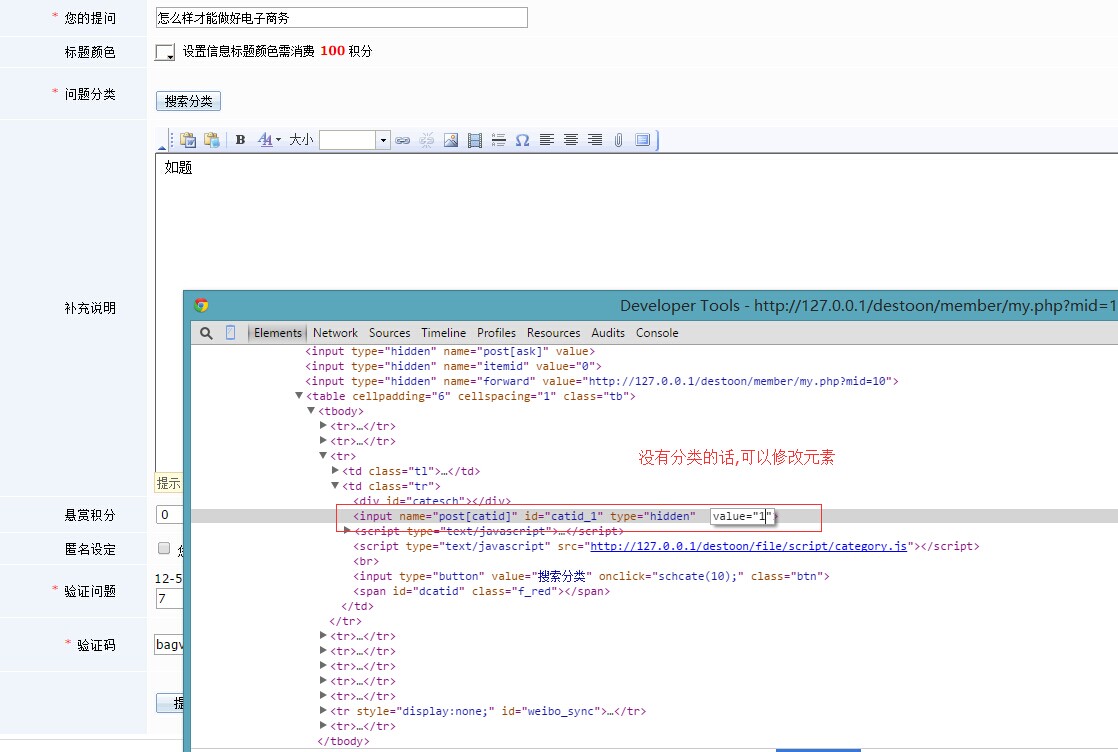 * 您的提问 怎么样才能做好电子商务
标题颜色 设置信息标题颜色需消费 100 积分
* 问题分类 搜索分类
B A 大小 Ω
如题
补充说明
提示
悬赏积分 0
匿名设定
12-5
* 验证问题 7
* 验证码 bagv
Developer Tools - http://127.0.0.1/destoon/member/my.php?mid=1
Elements Network Sources Timeline Profiles Resources Audits Console
<input type="hidden" name="post[ask]" value>
<input type="hidden" name="itemid" value="0">
<input type="hidden" name="forward" value="http://127.0.0.1/destoon/member/my.php?mid=10">
▼<table cellpadding="6" cellspacing="1" class="tb">
▼<tbody>
▶<tr>…</tr>
▶<tr>…</tr>
▼<tr>
没有分类的话,可以修改元素
▶<td class="tl">…</td>
▼<td class="tr">
<div id="catesch"></div>
<input name="post[catid]" id="catid_1" type="hidden" value="1">
▶<script type="text/javascript">…</script>
<script type="text/javascript" src="http://127.0.0.1/destoon/file/script/category.js"></script>
<br>
<input type="button" value="搜索分类" onclick="schcate(10);" class="btn">
<span id="dcatid" class="f_red"></span>
</td>
</tr>
▶<tr>…</tr>
▶<tr>…</tr>
▶<tr>…</tr>
▶<tr>…</tr>
▶<tr>…</tr>
▶<tr style="display:none;" id="weibo_sync">…</tr>
▶<tr>…</tr>
</tbody>